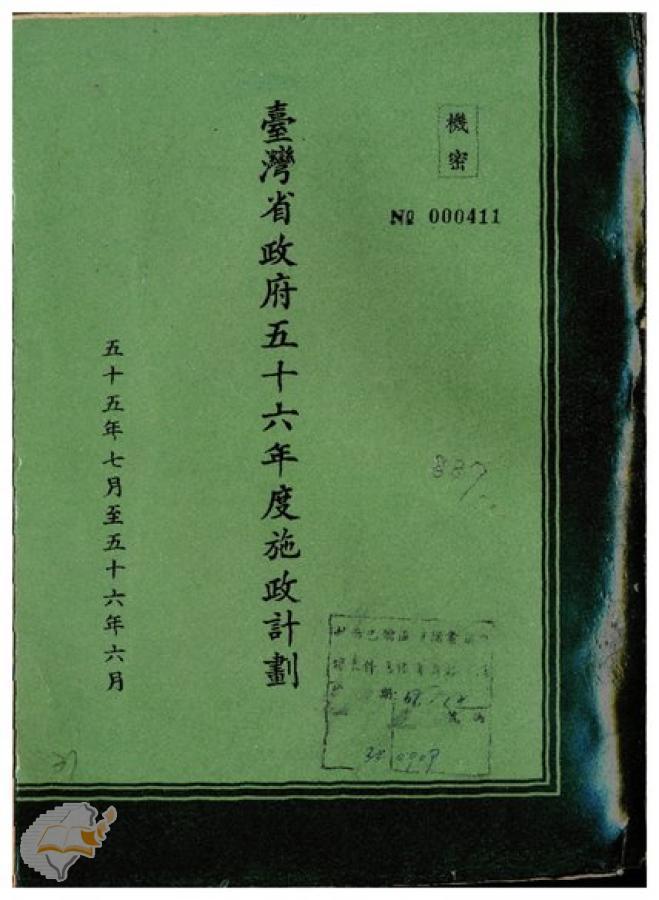 機密
№ 000411
臺灣省政府五十六年度施政計劃
五十五年七月至五十六年六月
837